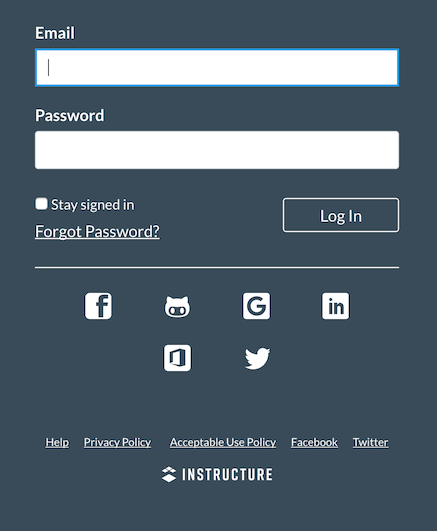 Email
Password
Stay signed in
Log In
Forgot Password?
Help Privacy Policy Acceptable Use Policy Facebook Twitter
INSTRUCTURE